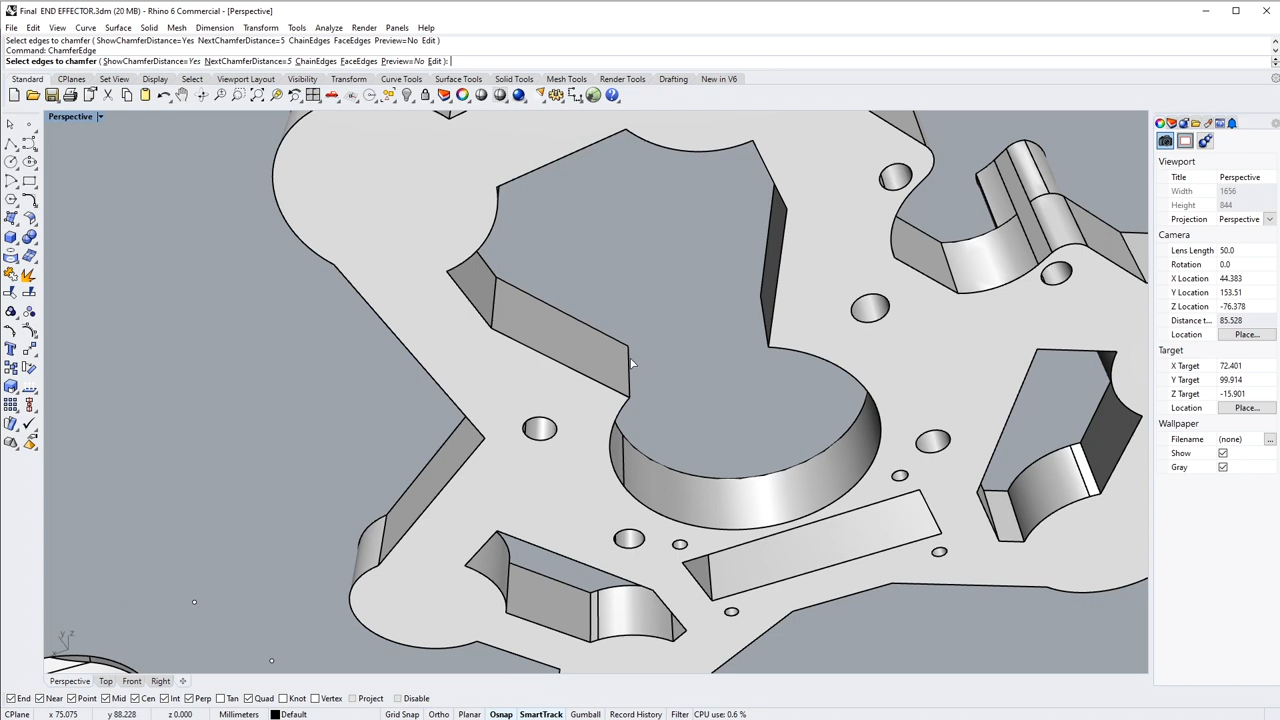 Final  END EFFECTOR.3dm (20 MB) - Rhino 6 Commercial - [Perspective]
File Edit View Curve Surface Solid Mesh Dimension Transform Tools Analyze Render Panels Help
Select edges to chamfer ( ShowChamferDistance=Yes  NextChamferDistance=5  ChainEdges  FaceEdges  Preview=No  Edit )
Command: ChamferEdge
Select edges to chamfer ( ShowChamferDistance=Yes  NextChamferDistance=5  ChainEdges  FaceEdges  Preview=No  Edit ):
Standard CPlanes Set View Display Select Viewport Layout Visibility Transform Curve Tools Surface Tools Solid Tools Mesh Tools Render Tools Drafting New in V6
Perspective
Viewport
Title Perspective
Width 1656
Height 844
Projection Perspective
Camera
Lens Length 50.0
Rotation 0.0
X Location 44.383
Y Location 153.51
Z Location -76.378
Distance t... 85.528
Location Place...
Target
X Target 72.401
Y Target 99.914
Z Target -15.901
Location Place...
Wallpaper
Filename (none) ...
Show
Gray
y z
x
Perspective Top Front Right
End Near Point Mid Cen Int Perp Tan Quad Knot Vertex Project Disable
CPlane x 75.075 y 88.228 z 0.000 Millimeters Default Grid Snap Ortho Planar Osnap SmartTrack Gumball Record History Filter CPU use: 0.6 %